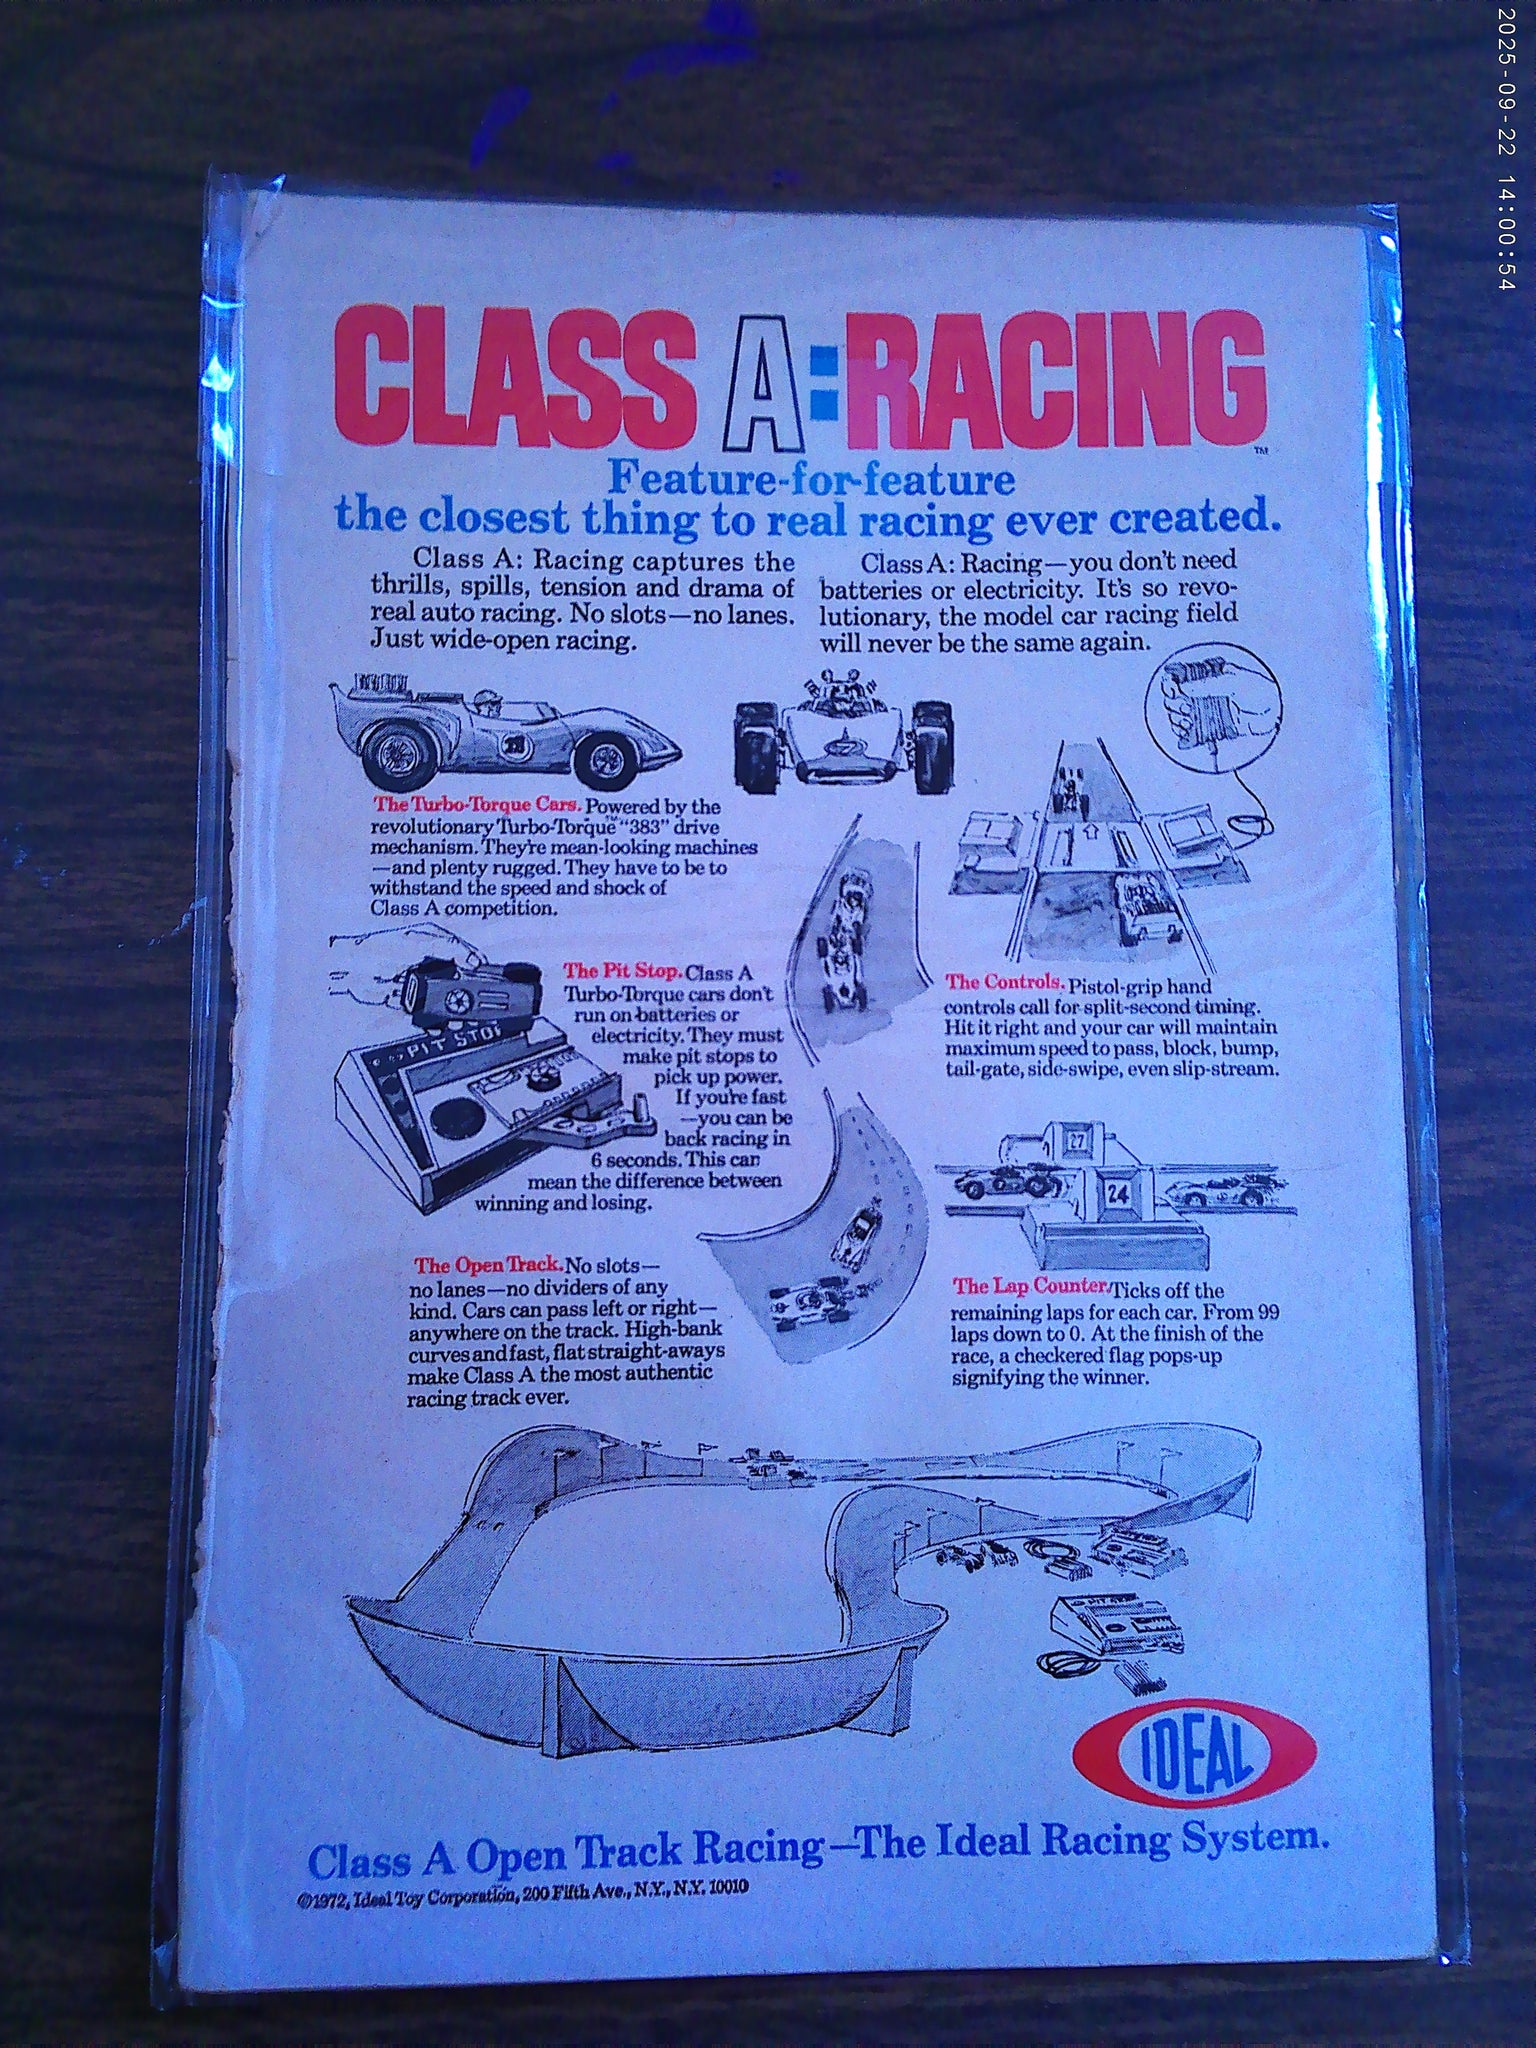 2025-09-22 14:00:54
CLASS A:RACING
TM
Feature-for-feature
the closest thing to real racing ever created.
Class A: Racing captures the
thrills, spills, tension and drama of
real auto racing. No slots—no lanes.
Just wide-open racing.
Class A: Racing—you don't need
batteries or electricity. It's so revo-
lutionary, the model car racing field
will never be the same again.
The Turbo-Torque Cars. Powered by the
revolutionary Turbo-Torque™ "383" drive
mechanism. They're mean-looking machines
—and plenty rugged. They have to be to
withstand the speed and shock of
Class A competition.
PIT STOP
The Pit Stop. Class A
Turbo-Torque cars don't
run on batteries or
electricity. They must
make pit stops to
pick up power.
If you're fast
—you can be
back racing in
6 seconds. This can
mean the difference between
winning and losing.
The Controls. Pistol-grip hand
controls call for split-second timing.
Hit it right and your car will maintain
maximum speed to pass, block, bump,
tail-gate, side-swipe, even slip-stream.
27
24
The Open Track. No slots—
no lanes—no dividers of any
kind. Cars can pass left or right—
anywhere on the track. High-bank
curves and fast, flat straight-aways
make Class A the most authentic
racing track ever.
The Lap Counter. Ticks off the
remaining laps for each car. From 99
laps down to 0. At the finish of the
race, a checkered flag pops-up
signifying the winner.
IDEAL
Class A Open Track Racing—The Ideal Racing System.
©1972, Ideal Toy Corporation, 200 Fifth Ave., N.Y., N.Y. 10010